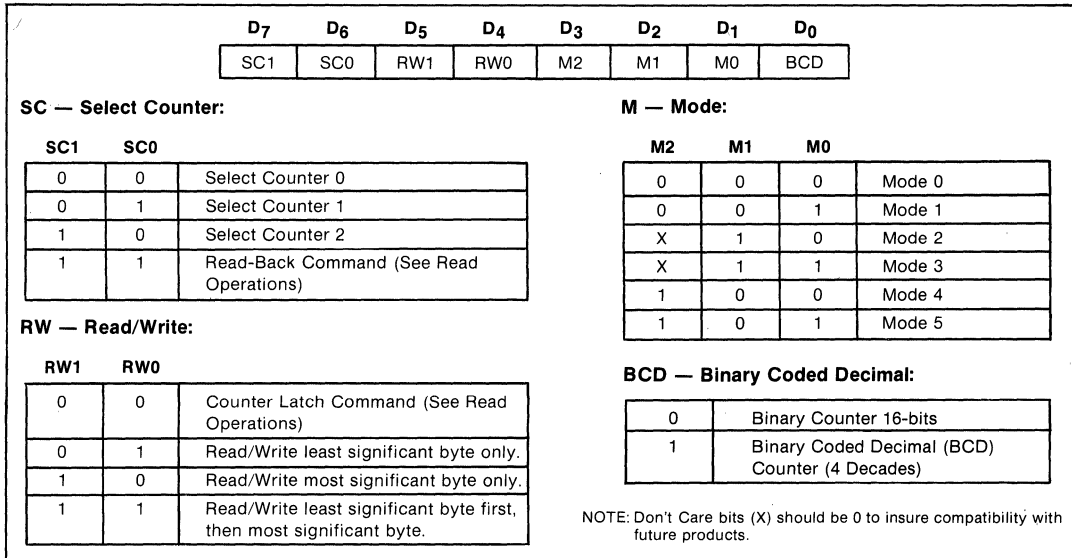 D7 D6 D5 D4 D3 D2 D1 D0
SC1 SC0 RW1 RW0 M2 M1 M0 BCD
SC — Select Counter:
SC1 SC0
0 0 Select Counter 0
0 1 Select Counter 1
1 0 Select Counter 2
1 1 Read-Back Command (See Read
Operations)
RW — Read/Write:
RW1 RW0
0 0 Counter Latch Command (See Read
Operations)
0 1 Read/Write least significant byte only.
1 0 Read/Write most significant byte only.
1 1 Read/Write least significant byte first,
then most significant byte.
M — Mode:
M2 M1 M0
0 0 0 Mode 0
0 0 1 Mode 1
X 1 0 Mode 2
X 1 1 Mode 3
1 0 0 Mode 4
1 0 1 Mode 5
BCD — Binary Coded Decimal:
0 Binary Counter 16-bits
1 Binary Coded Decimal (BCD)
Counter (4 Decades)
NOTE: Don't Care bits (X) should be 0 to insure compatibility with
future products.